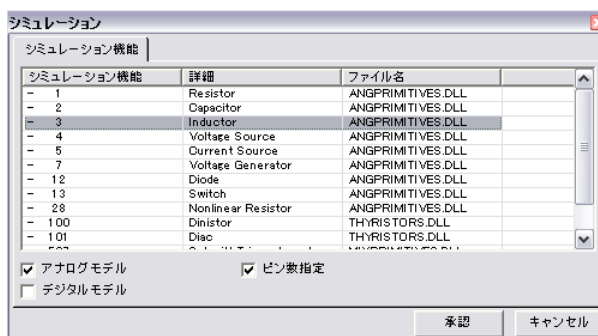 シミュレーション
シミュレーション機能
シミュレーション機能 詳細 ファイル名
- 1 Resistor ANGPRIMITIVES.DLL
- 2 Capacitor ANGPRIMITIVES.DLL
- 3 Inductor ANGPRIMITIVES.DLL
- 4 Voltage Source ANGPRIMITIVES.DLL
- 5 Current Source ANGPRIMITIVES.DLL
- 7 Voltage Generator ANGPRIMITIVES.DLL
- 12 Diode ANGPRIMITIVES.DLL
- 13 Switch ANGPRIMITIVES.DLL
- 28 Nonlinear Resistor ANGPRIMITIVES.DLL
- 100 Dinistor THYRISTORS.DLL
- 101 Diac THYRISTORS.DLL
アナログモデル ピン数指定
デジタルモデル
承認 キャンセル